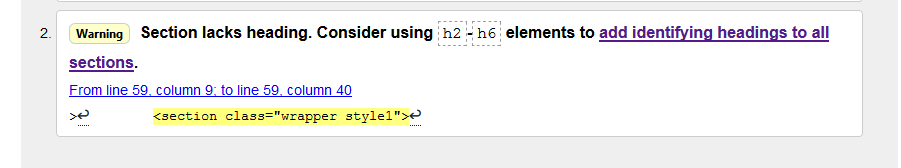 2. Warning Section lacks heading. Consider using h2-h6 elements to add identifying headings to all
sections.
From line 59, column 9; to line 59, column 40
>↩ <section class="wrapper style1">↩